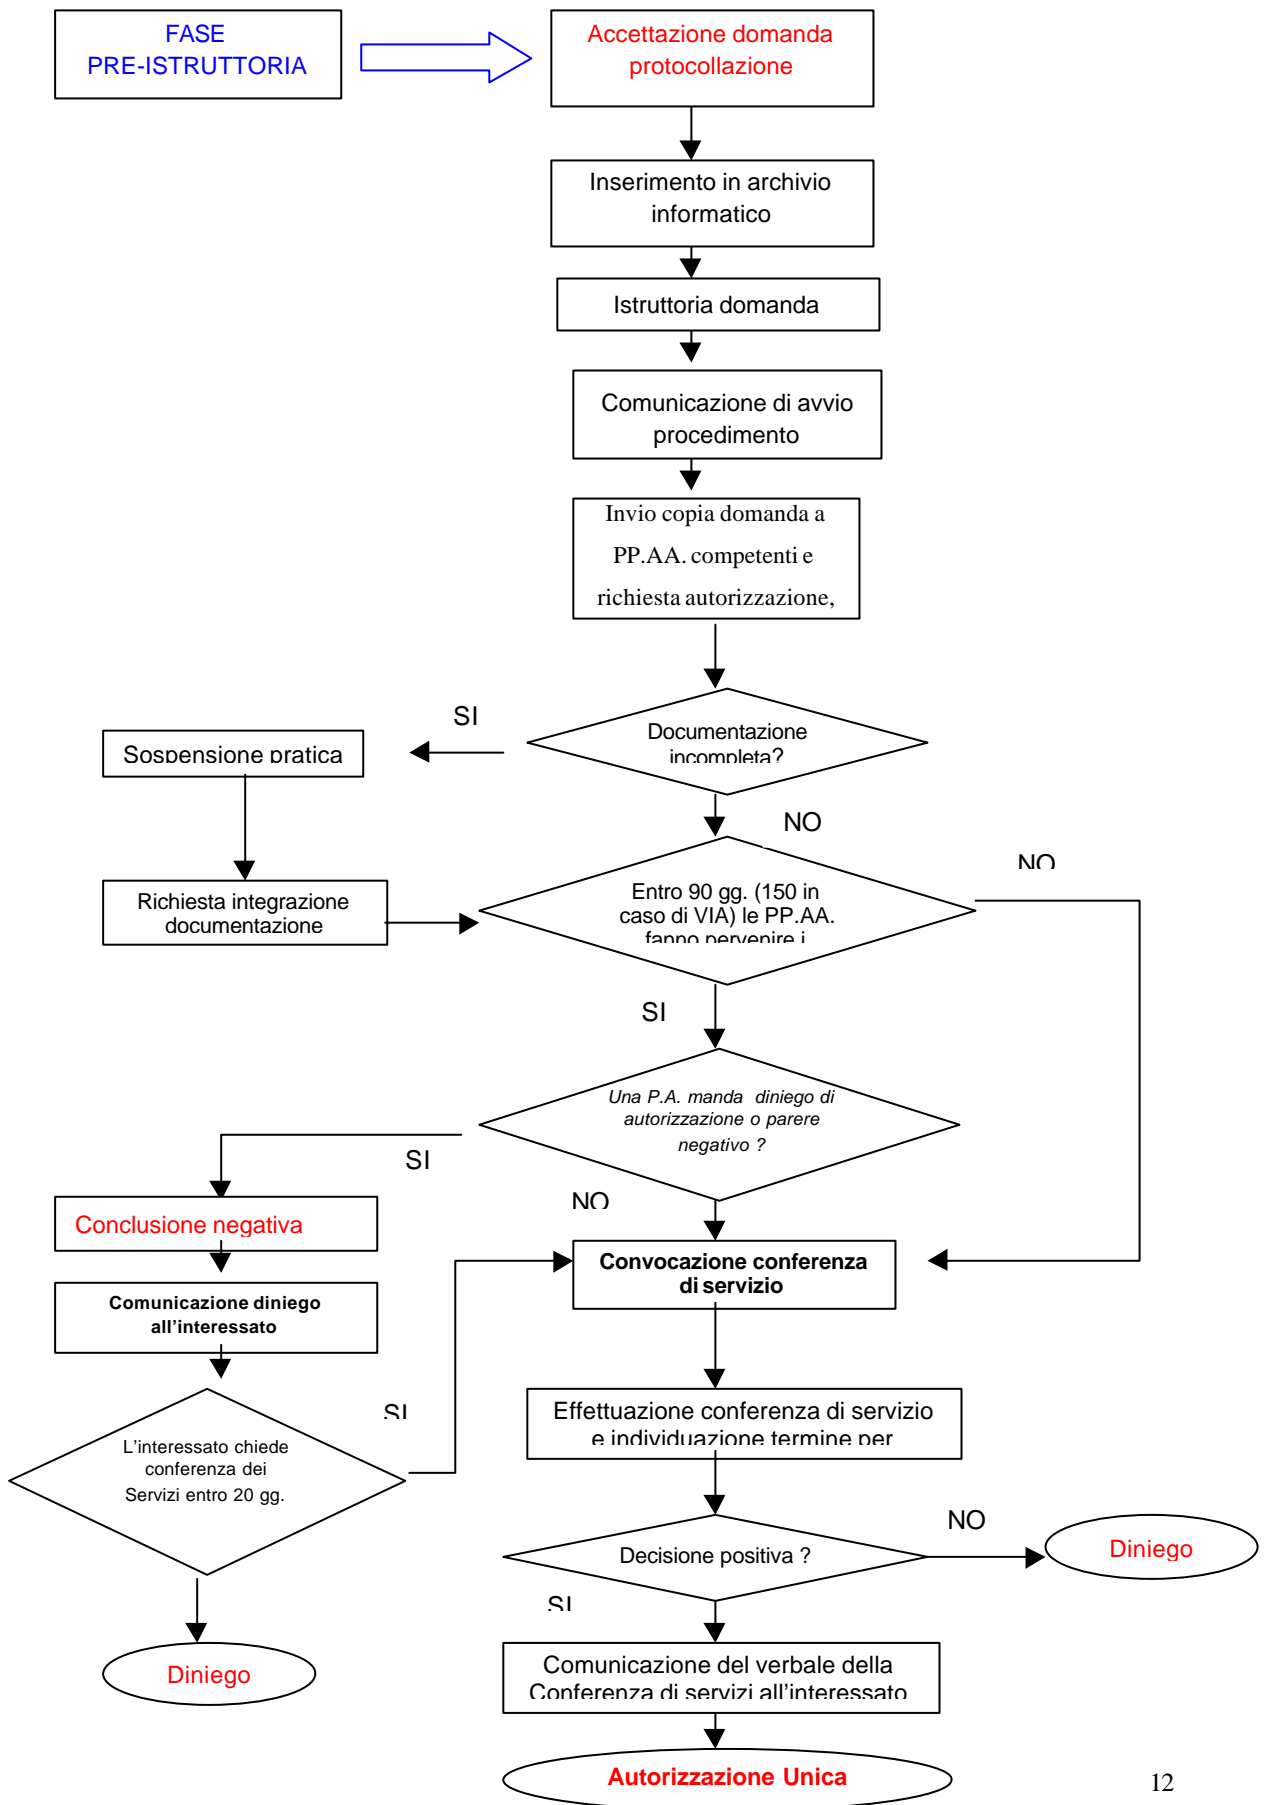 FASE
PRE-ISTRUTTORIA
Accettazione domanda
protocollazione
Inserimento in archivio
informatico
Istruttoria domanda
Comunicazione di avvio
procedimento
Invio copia domanda a
PP.AA. competenti e
richiesta autorizzazione,
SI
Documentazione
incompleta?
Sospensione pratica
NO
NO
Richiesta integrazione
documentazione
Entro 90 gg. (150 in
caso di VIA) le PP.AA.
fanno pervenire i
SI
Una P.A. manda diniego di
autorizzazione o parere
negativo ?
SI
NO
Conclusione negativa
Convocazione conferenza
di servizio
Comunicazione diniego
all'interessato
SI
Effettuazione conferenza di servizio
e individuazione termine per
L'interessato chiede
conferenza dei
Servizi entro 20 gg.
NO
Decisione positiva ?
Diniego
SI
Diniego
Comunicazione del verbale della
Conferenza di servizi all'interessato
Autorizzazione Unica
12